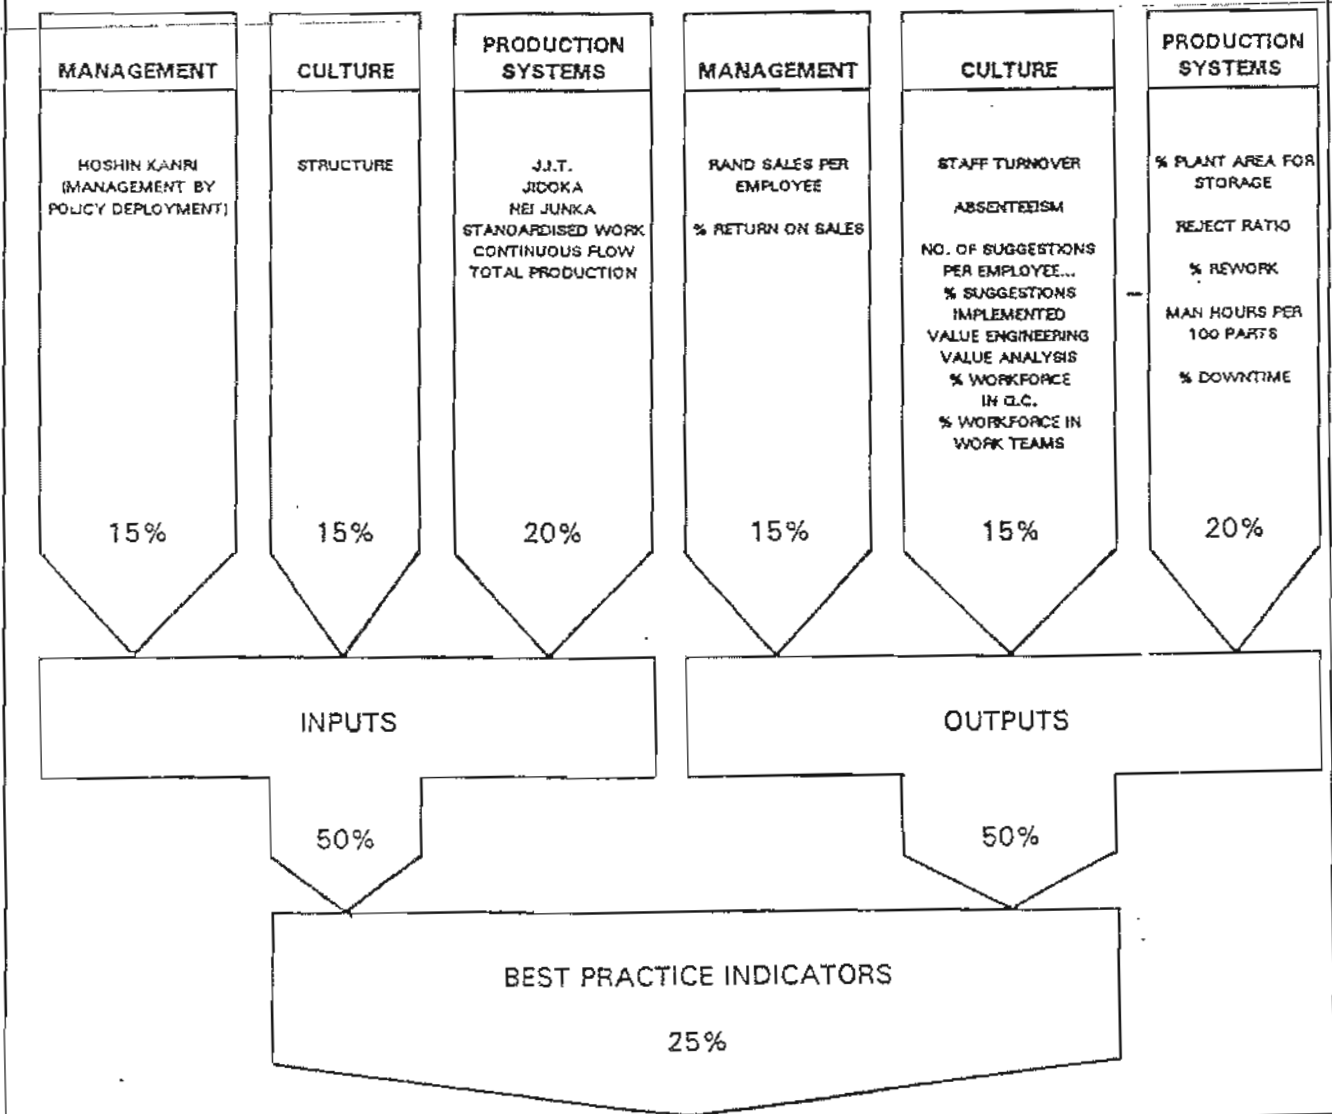 MANAGEMENT
HOSHIN KANRI
(MANAGEMENT BY
POLICY DEPLOYMENT)
15%
CULTURE
STRUCTURE
15%
PRODUCTION
SYSTEMS
J.I.T.
JIDOKA
HEI JUNKA
STANDARDISED WORK
CONTINUOUS FLOW
TOTAL PRODUCTION
20%
MANAGEMENT
RAND SALES PER
EMPLOYEE
% RETURN ON SALES
15%
CULTURE
STAFF TURNOVER
ABSENTEEISM
NO. OF SUGGESTIONS
PER EMPLOYEE...
% SUGGESTIONS
IMPLEMENTED
VALUE ENGINEERING
VALUE ANALYSIS
% WORKFORCE
IN Q.C.
% WORKFORCE IN
WORK TEAMS
15%
PRODUCTION
SYSTEMS
% PLANT AREA FOR
STORAGE
REJECT RATIO
% REWORK
MAN HOURS PER
100 PARTS
% DOWNTIME
20%
INPUTS
50%
OUTPUTS
50%
BEST PRACTICE INDICATORS
25%